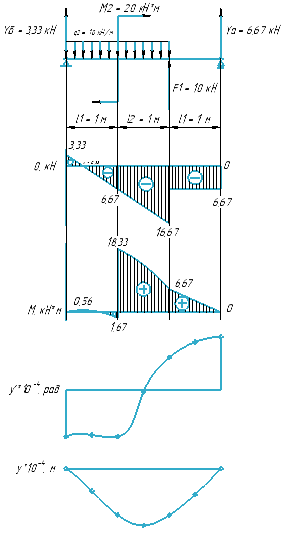 M2 = 20 кН*м
Yб = 3,33 кН
Yа = 6,67 кН
q2 = 10 кН/м
F1 = 10 кН
l1 = 1 м
l2 = 1 м
l1 = 1 м
3,33
Q, кН
0
6,67
6,67
16,67
18,33
6,67
M, кН*м
0,56
0
1,67
y'*10⁻⁴, рад
y*10⁻⁴, м